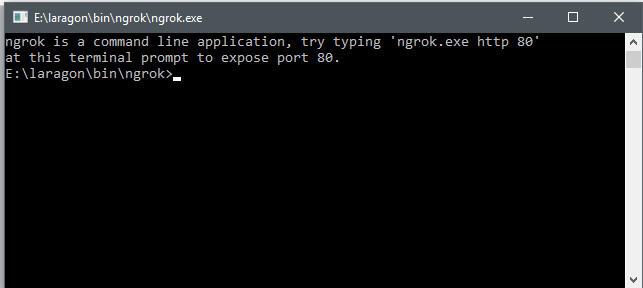 E:\laragon\bin\ngrok\ngrok.exe
ngrok is a command line application, try typing 'ngrok.exe http 80'
at this terminal prompt to expose port 80.
E:\laragon\bin\ngrok>